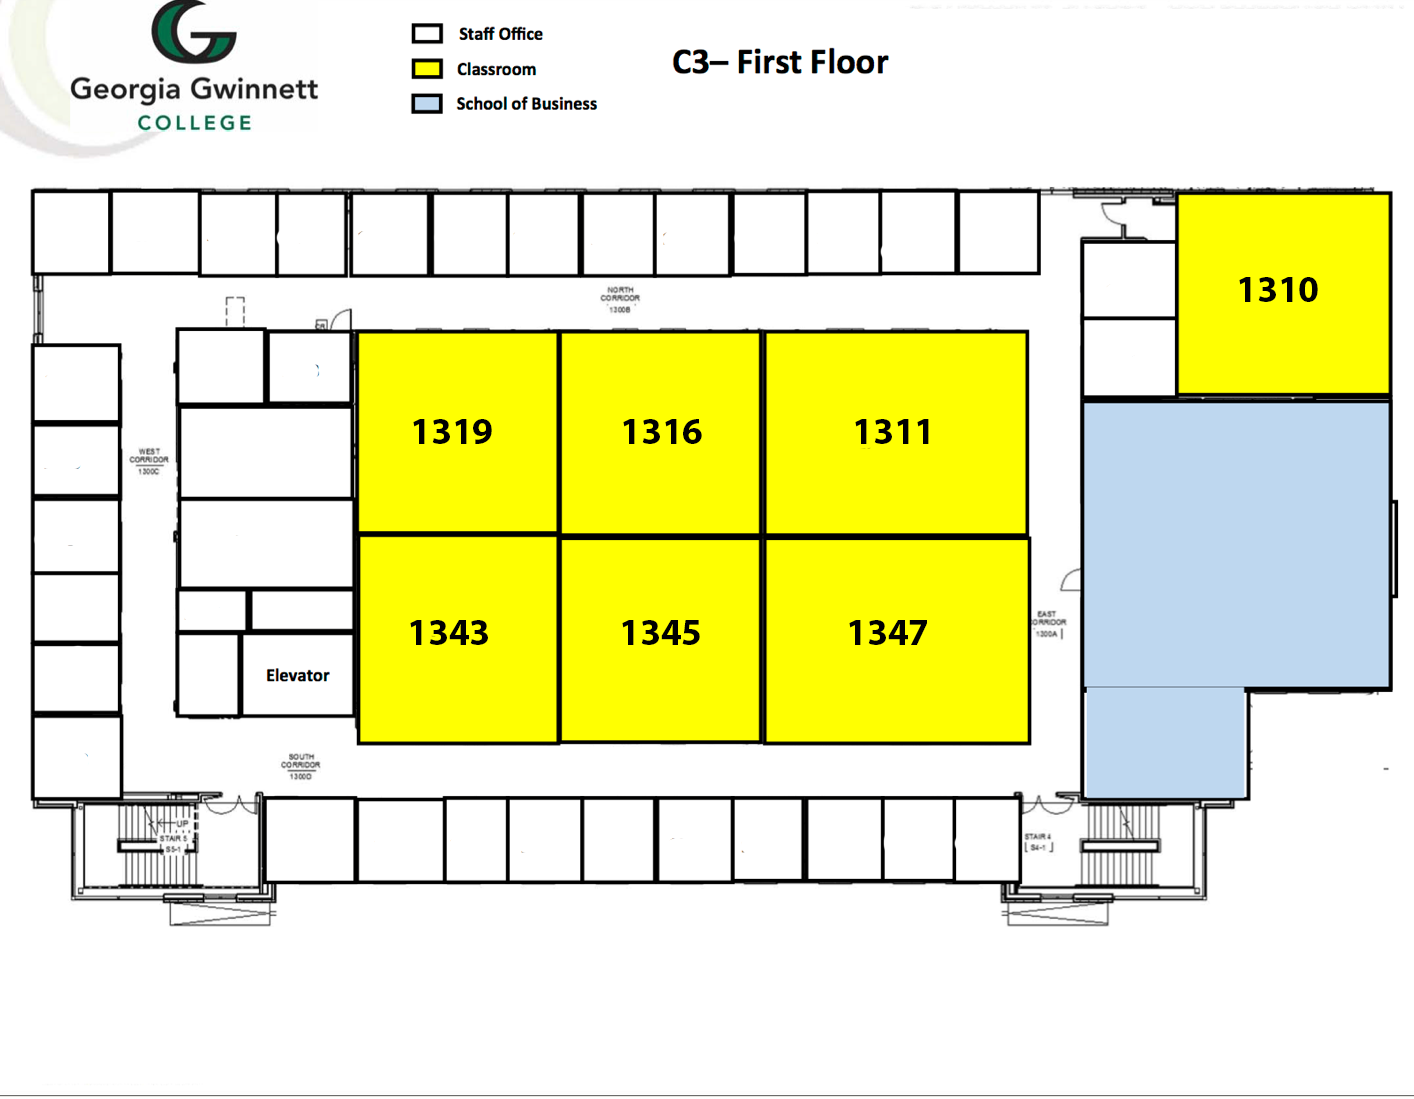 Georgia Gwinnett
COLLEGE
Staff Office
Classroom
School of Business
C3– First Floor
NORTH
CORRIDOR
1300B
1310
1319
1316
1311
WEST
CORRIDOR
1300C
1343
1345
1347
EAST
ORRIDOR
1300A
Elevator
SOUTH
CORRIDOR
1300D
UP
STAIR 5
S5-1
STAIR 4
S4-1